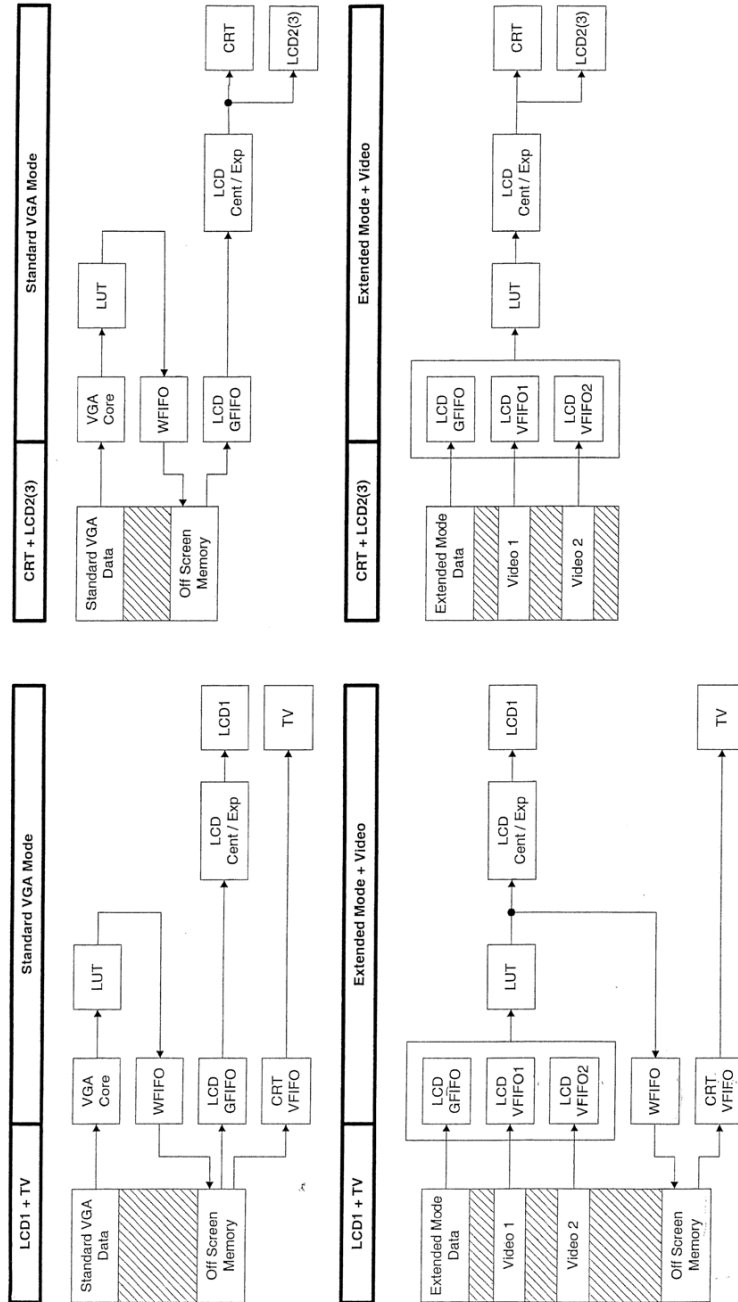 LCD1 + TV
Standard VGA Mode
Standard VGA
Data
Off Screen
Memory
VGA
Core
LUT
WFIFO
LCD
GFIFO
LCD
Cent / Exp
LCD1
CRT
VFIFO
TV
CRT + LCD2(3)
Standard VGA Mode
Standard VGA
Data
Off Screen
Memory
VGA
Core
LUT
WFIFO
LCD
GFIFO
LCD
Cent / Exp
CRT
LCD2(3)
LCD1 + TV
Extended Mode + Video
Extended Mode
Data
Video 1
Video 2
Off Screen
Memory
LCD
GFIFO
LCD
VFIFO1
LCD
VFIFO2
LUT
LCD
Cent / Exp
LCD1
WFIFO
CRT
VFIFO
TV
CRT + LCD2(3)
Extended Mode + Video
Extended Mode
Data
Video 1
Video 2
LCD
GFIFO
LCD
VFIFO1
LCD
VFIFO2
LUT
LCD
Cent / Exp
CRT
LCD2(3)